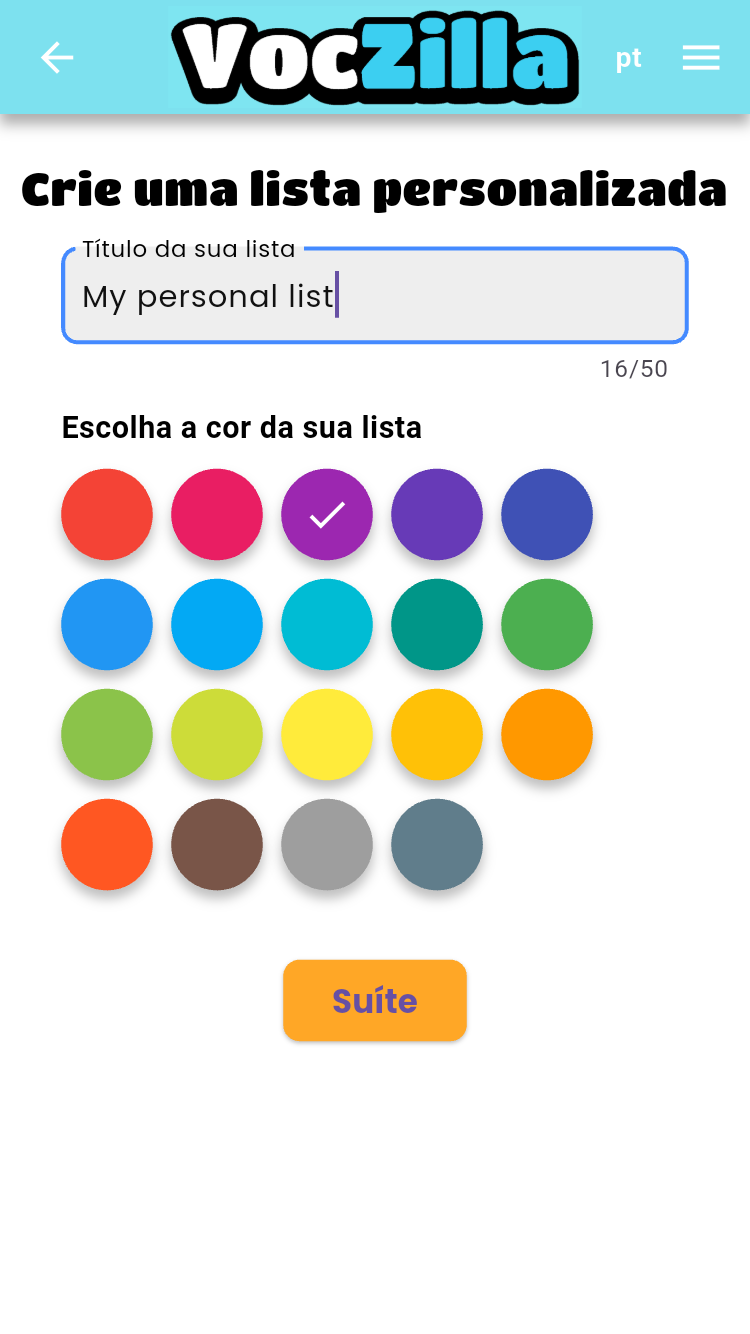 VocZilla
pt
Crie uma lista personalizada
Título da sua lista
My personal list
16/50
Escolha a cor da sua lista
Suíte